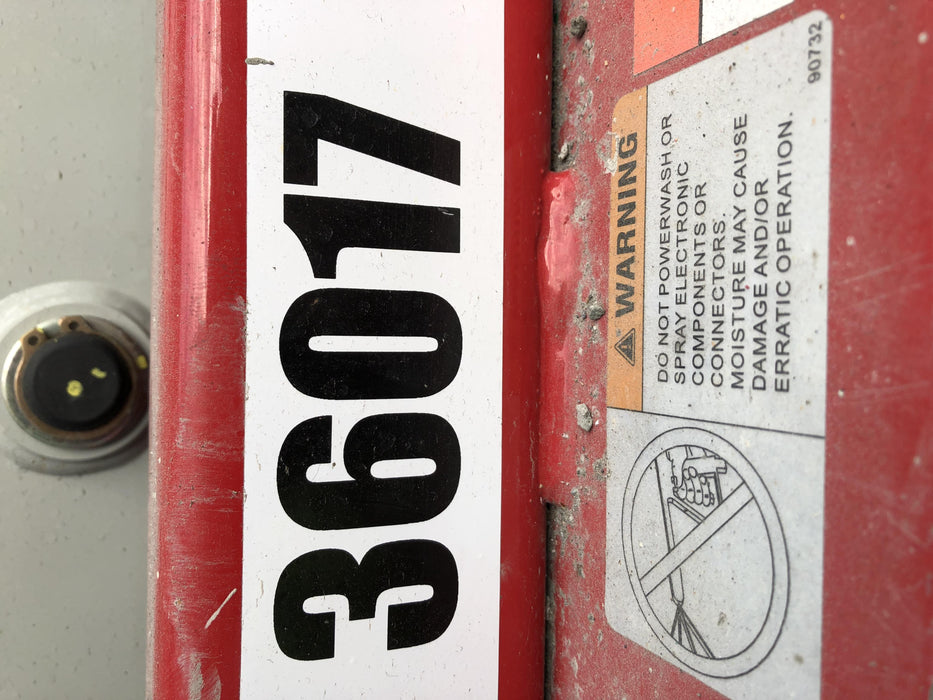 36017
WARNING
DO NOT POWERWASH OR
SPRAY ELECTRONIC
COMPONENTS OR
CONNECTORS.
MOISTURE MAY CAUSE
DAMAGE AND/OR
ERRATIC OPERATION.
90732